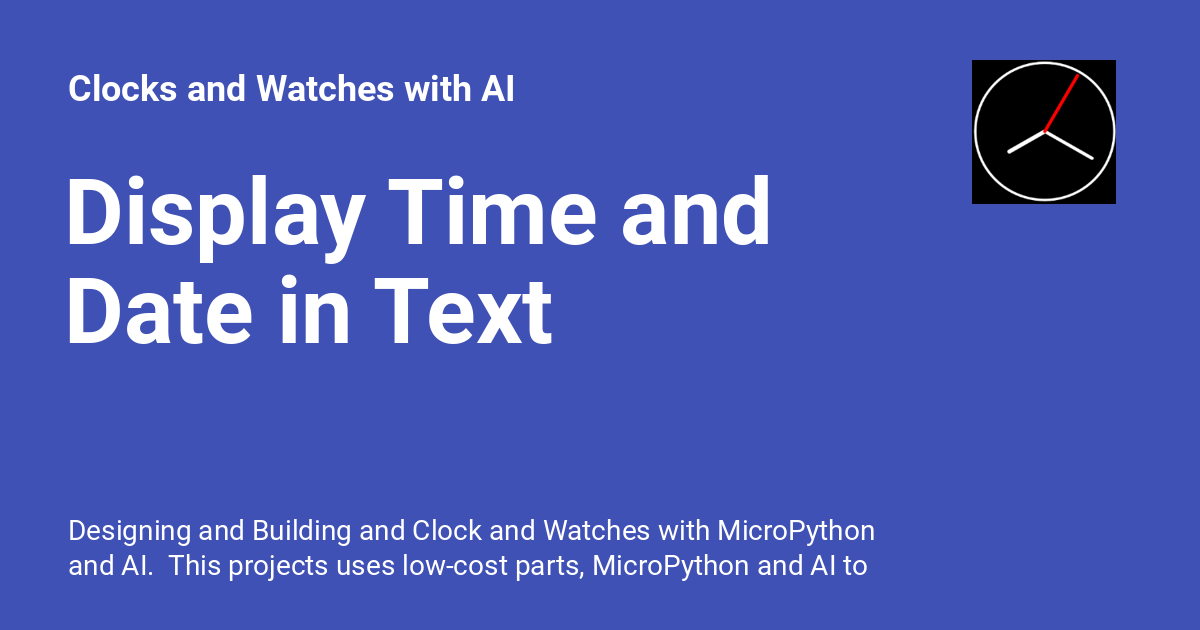 Clocks and Watches with AI
Display Time and
Date in Text
Designing and Building and Clock and Watches with MicroPython
and AI.  This projects uses low-cost parts, MicroPython and AI to